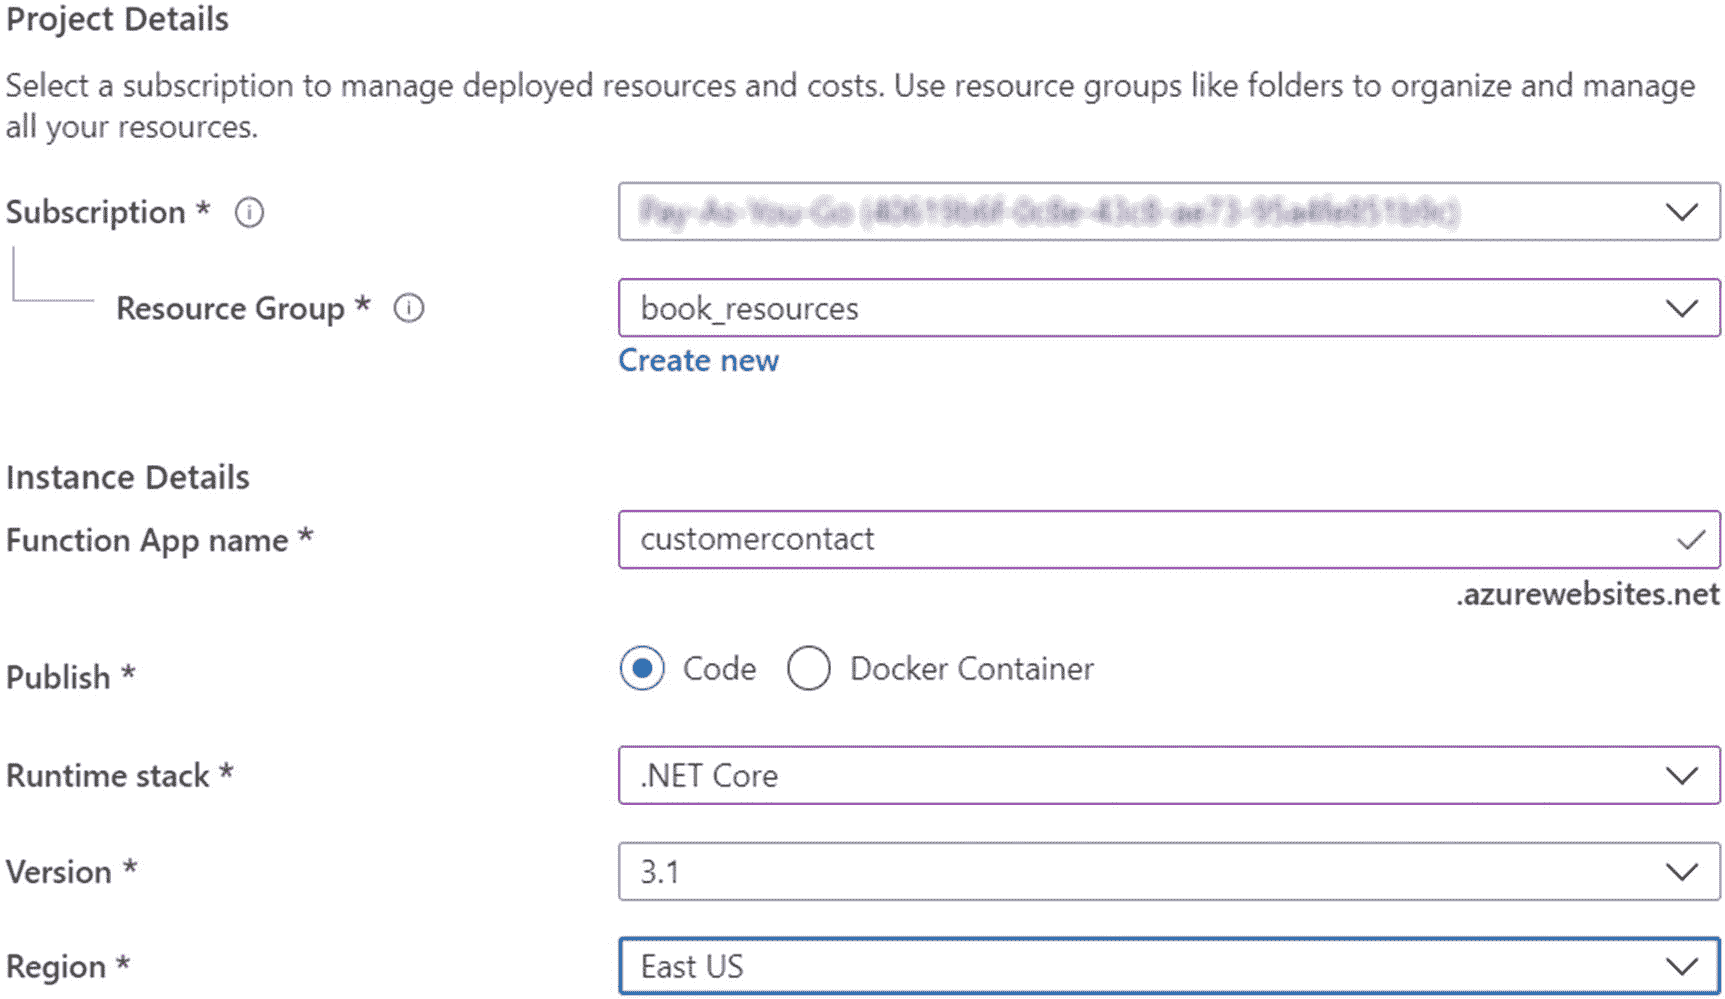 Project Details
Select a subscription to manage deployed resources and costs. Use resource groups like folders to organize and manage
all your resources.
Subscription *
Resource Group *
book_resources
Create new
Instance Details
Function App name *
customercontact
.azurewebsites.net
Publish *
Code
Docker Container
Runtime stack *
.NET Core
Version *
3.1
Region *
East US